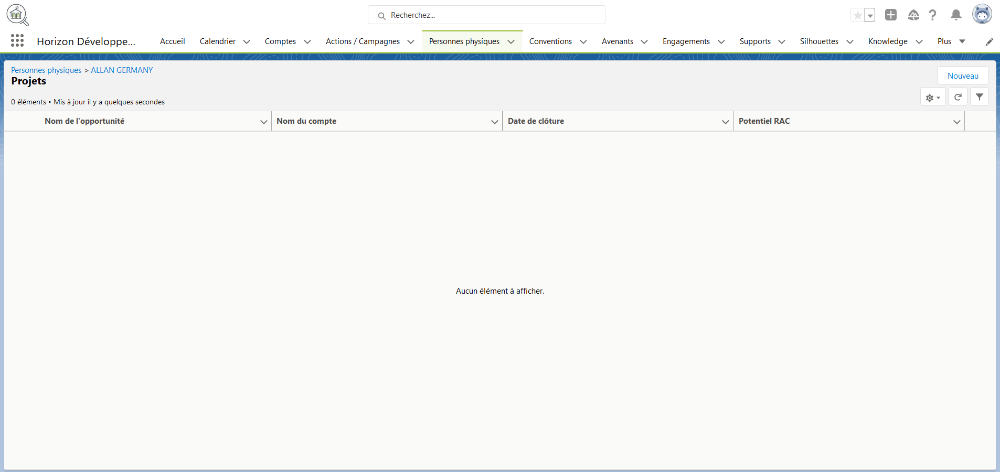 Recherchez...
Horizon Développe...
Accueil
Calendrier
Comptes
Actions / Campagnes
Personnes physiques
Conventions
Avenants
Engagements
Supports
Silhouettes
Knowledge
Plus
Personnes physiques > ALLAN GERMANY
Projets
Nouveau
0 éléments • Mis à jour il y a quelques secondes
Nom de l'opportunité
Nom du compte
Date de clôture
Potentiel RAC
Aucun élément à afficher.